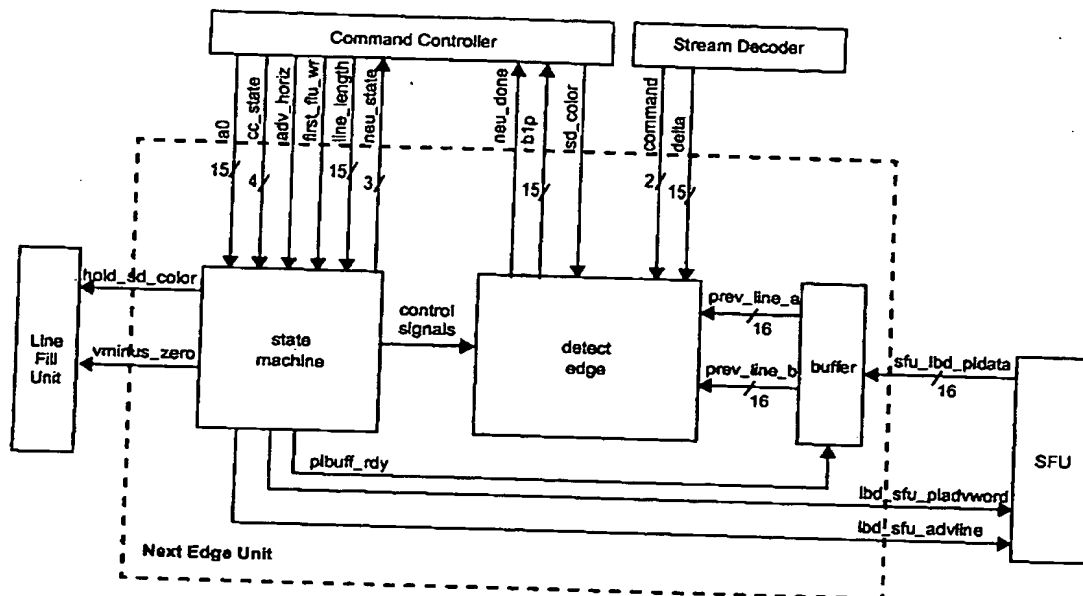 Command Controller
Stream Decoder
a0
cc_state
adv_horiz
first_flu_wr
line_length
neu_state
neu_done
b1p
sd_color
command
delta
15
4
15
3
15
2
15
hold_sd_color
Line
Fill
Unit
vminus_zero
state
machine
control
signals
detect
edge
prev_line_a
16
prev_line_b
16
buffer
sfu_lbd_pldata
16
SFU
plbuff_rdy
lbd_sfu_pladvword
lbd_sfu_advline
Next Edge Unit